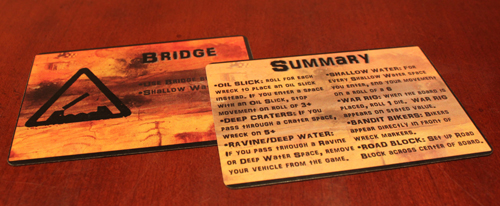 Bridge
Shallow Wa
Summary
•Oil Slick: Roll for each
wreck to place an Oil Slick
instead. If you enter a space
with an Oil Slick, stop
movement on roll of 3+
•Deep Craters: If you
pass through a crater space,
wreck on 5+
•Ravine/Deep Water:
If you pass through a Ravine
or Deep Water Space, remove
your vehicle from the game.
•Shallow Water: For
every Shallow Water space
you enter, end your movement
on a roll of
•War Rig: When the board is
flipped, roll 1 die. War Rig
appears on listed value.
•Bandit Bikers: Bikers
appear directly in front of
wreck markers.
•Road Block: Set up Road
Block across center of board.